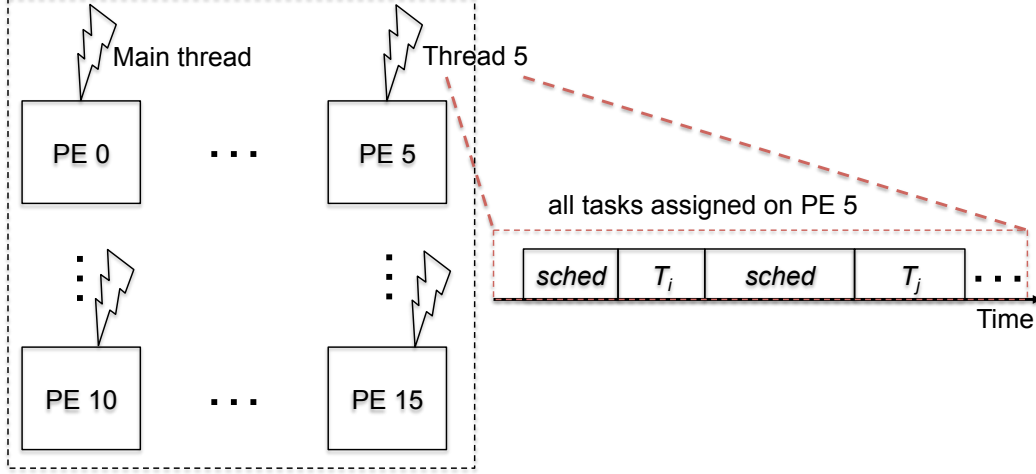 Main thread
Thread 5
PE 0
. . .
PE 5
all tasks assigned on PE 5
sched
T_i
sched
T_j
. . .
Time
PE 10
. . .
PE 15